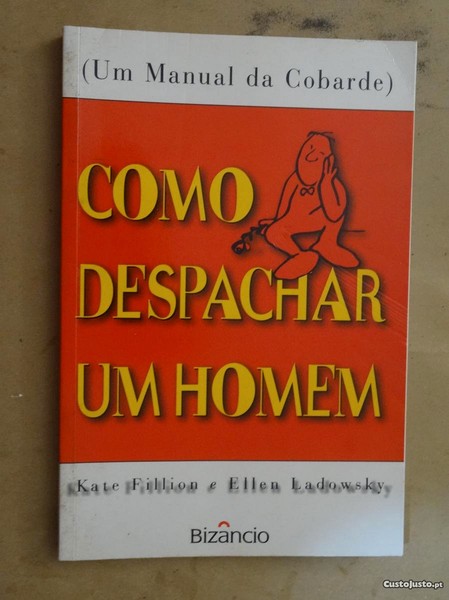 (Um Manual da Cobarde)
COMO
DESPACHAR
UM HOMEM
Kate Fillion e Ellen Ladowsky
Bizâncio
CustoJusto.pt